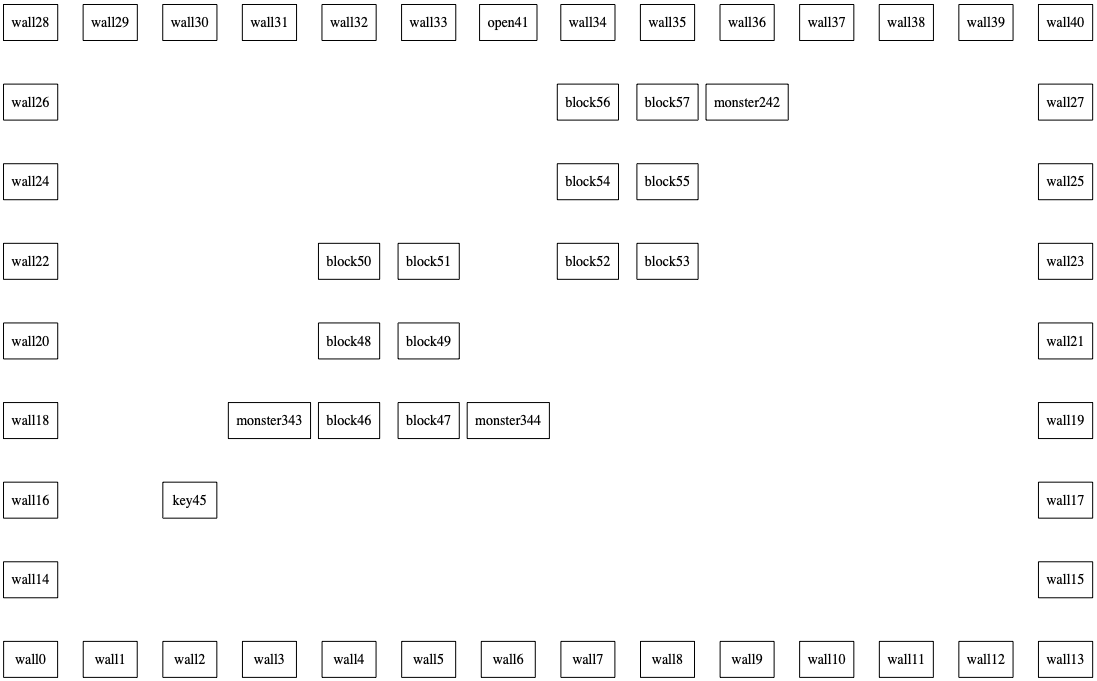 wall28 wall29 wall30 wall31 wall32 wall33 open41 wall34 wall35 wall36 wall37 wall38 wall39 wall40
wall26 block56 block57 monster242 wall27
wall24 block54 block55 wall25
wall22 block50 block51 block52 block53 wall23
wall20 block48 block49 wall21
wall18 monster343 block46 block47 monster344 wall19
wall16 key45 wall17
wall14 wall15
wall0 wall1 wall2 wall3 wall4 wall5 wall6 wall7 wall8 wall9 wall10 wall11 wall12 wall13